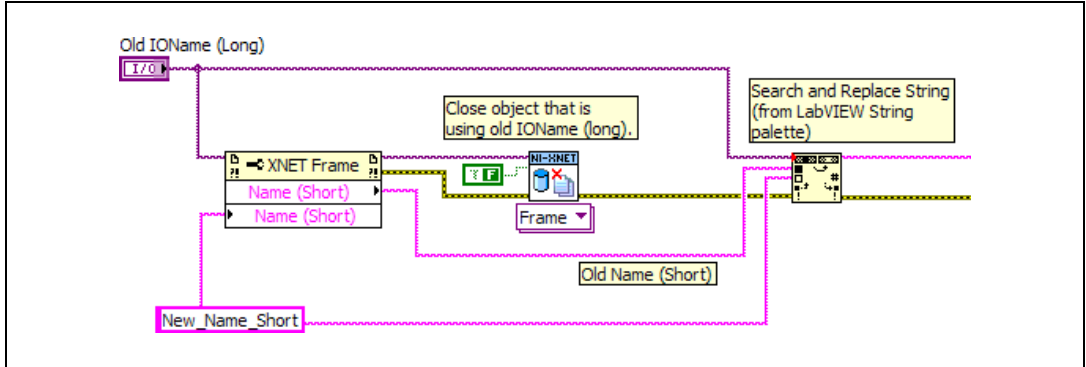 Old IOName (Long)
I/O
Search and Replace String
(from LabVIEW String
palette)
Close object that is
using old IOName (long).
XNET Frame
NI-XNET
? F
Name (Short)
Name (Short)
Frame
Old Name (Short)
New_Name_Short